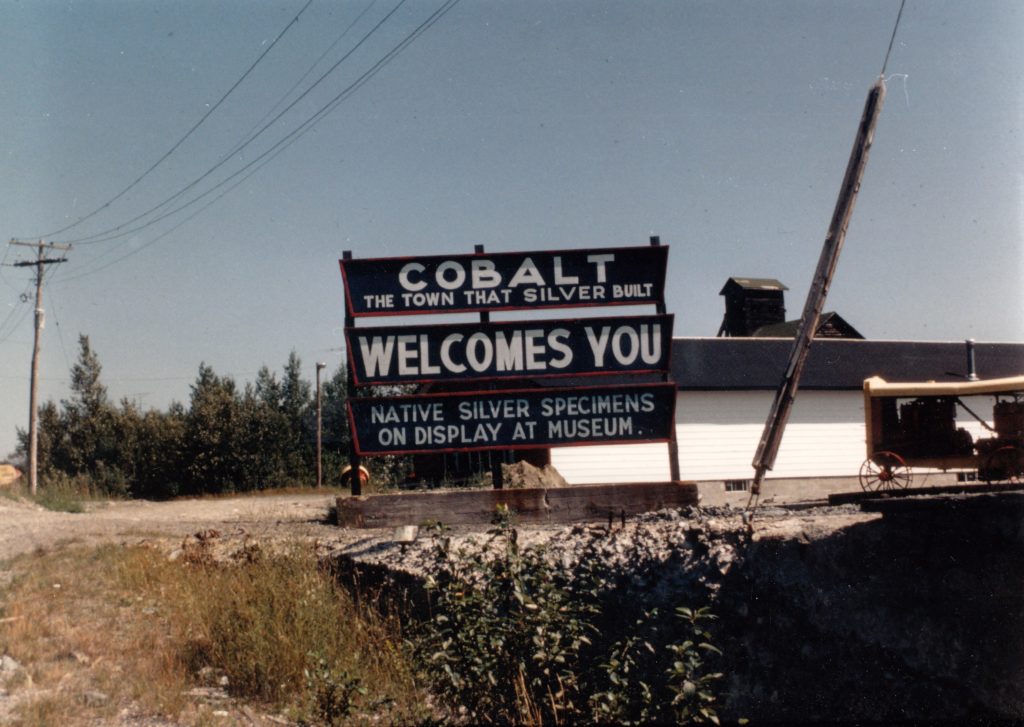 COBALT
THE TOWN THAT SILVER BUILT
WELCOMES YOU
NATIVE SILVER SPECIMENS
ON DISPLAY AT MUSEUM.